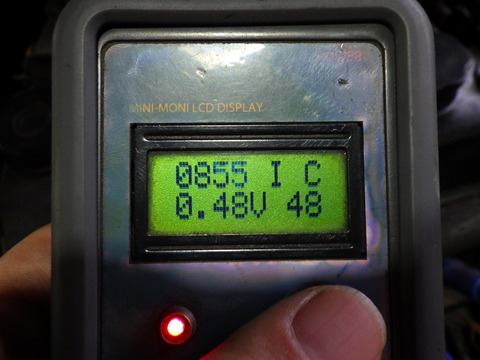 MINI-MONI LCD DISPLAY
0855 I C
0.48V 48